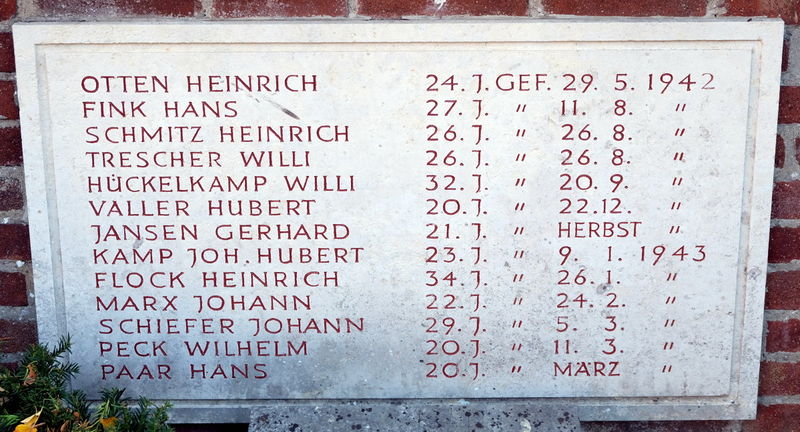 OTTEN HEINRICH 24. J. GEF. 29. 5. 1942
FINK HANS 27. J. " 11. 8. "
SCHMITZ HEINRICH 26. J. " 26. 8. "
TRESCHER WILLI 26. J. " 26. 8. "
HÜCKELKAMP WILLI 32. J. " 20. 9. "
VALLER HUBERT 20. J. " 22. 12. "
JANSEN GERHARD 21. J. " HERBST "
KAMP JOH. HUBERT 23. J. " 9. 1. 1943
FLOCK HEINRICH 34. J. " 26. 1. "
MARX JOHANN 22. J. " 24. 2. "
SCHIEFER JOHANN 29. J. " 5. 3. "
PECK WILHELM 20. J. " 11. 3. "
PAAR HANS 20. J. " MÄRZ "